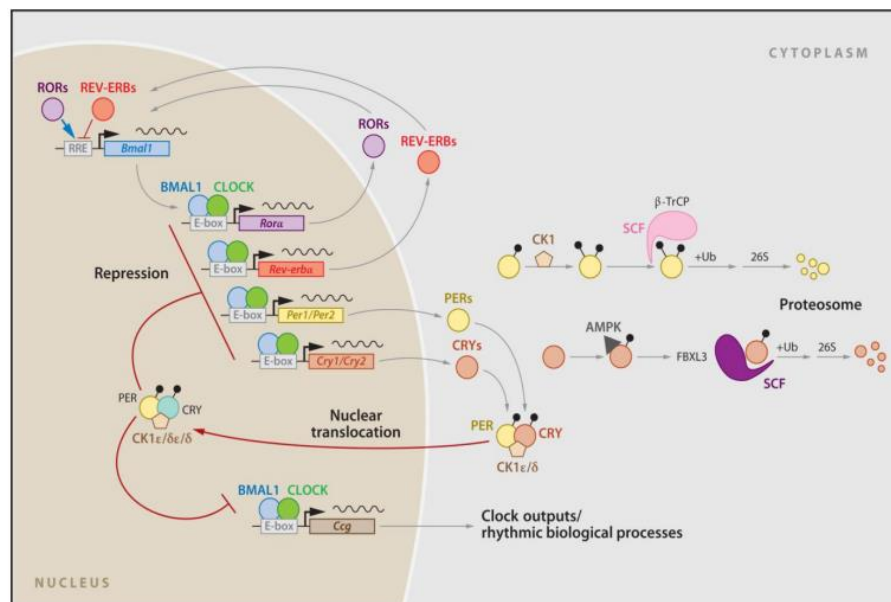 CYTOPLASM
RORs REV-ERBs
RRE Bmal1
RORs
REV-ERBs
BMAL1 CLOCK
E-box Rorα
E-box Rev-erbα
Repression
E-box Per1/Per2
E-box Cry1/Cry2
PERs
CRYs
β-TrCP
SCF
CK1
+Ub 26S
Proteosome
AMPK
FBXL3
SCF
+Ub 26S
PER CRY
CK1ε/δε/δ
Nuclear
translocation
PER CRY
CK1ε/δ
BMAL1 CLOCK
E-box Ccg
Clock outputs/
rhythmic biological processes
NUCLEUS